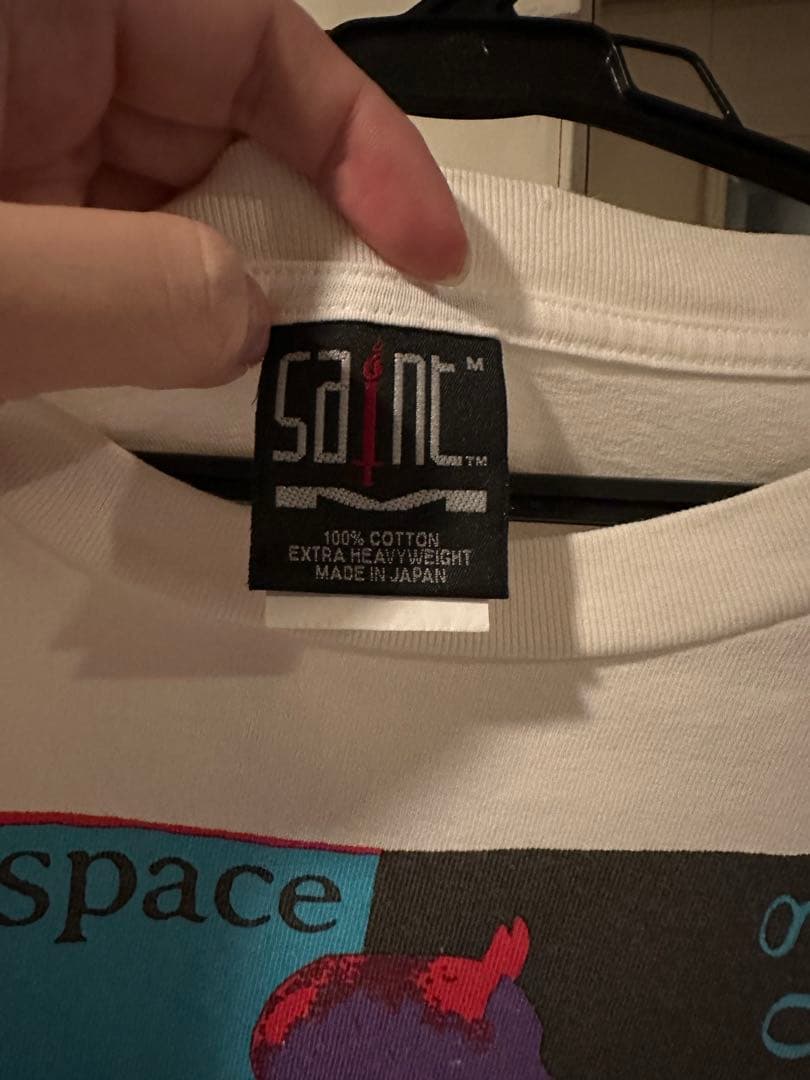 saint M
TM
100% COTTON
EXTRA HEAVYWEIGHT
MADE IN JAPAN
space